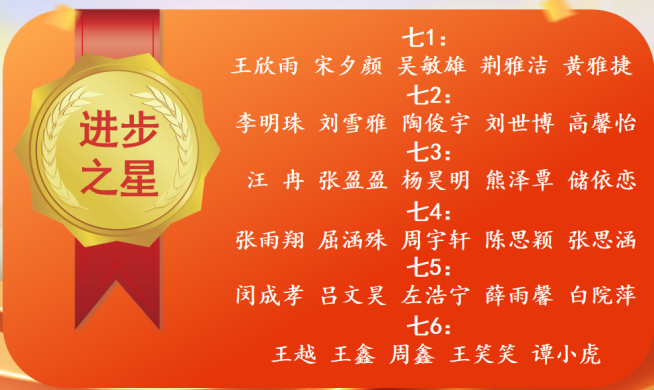 进步
之星
七1：
王欣雨 宋夕颜 吴敏雄 荆雅洁 黄雅捷
七2：
李明珠 刘雪雅 陶俊宇 刘世博 高馨怡
七3：
汪 冉 张盈盈 杨昊明 熊泽覃 储依恋
七4：
张雨翔 屈涵殊 周宇轩 陈思颖 张思涵
七5：
闵成孝 吕文昊 左浩宁 薛雨馨 白院萍
七6：
王越 王鑫 周鑫 王笑笑 谭小虎